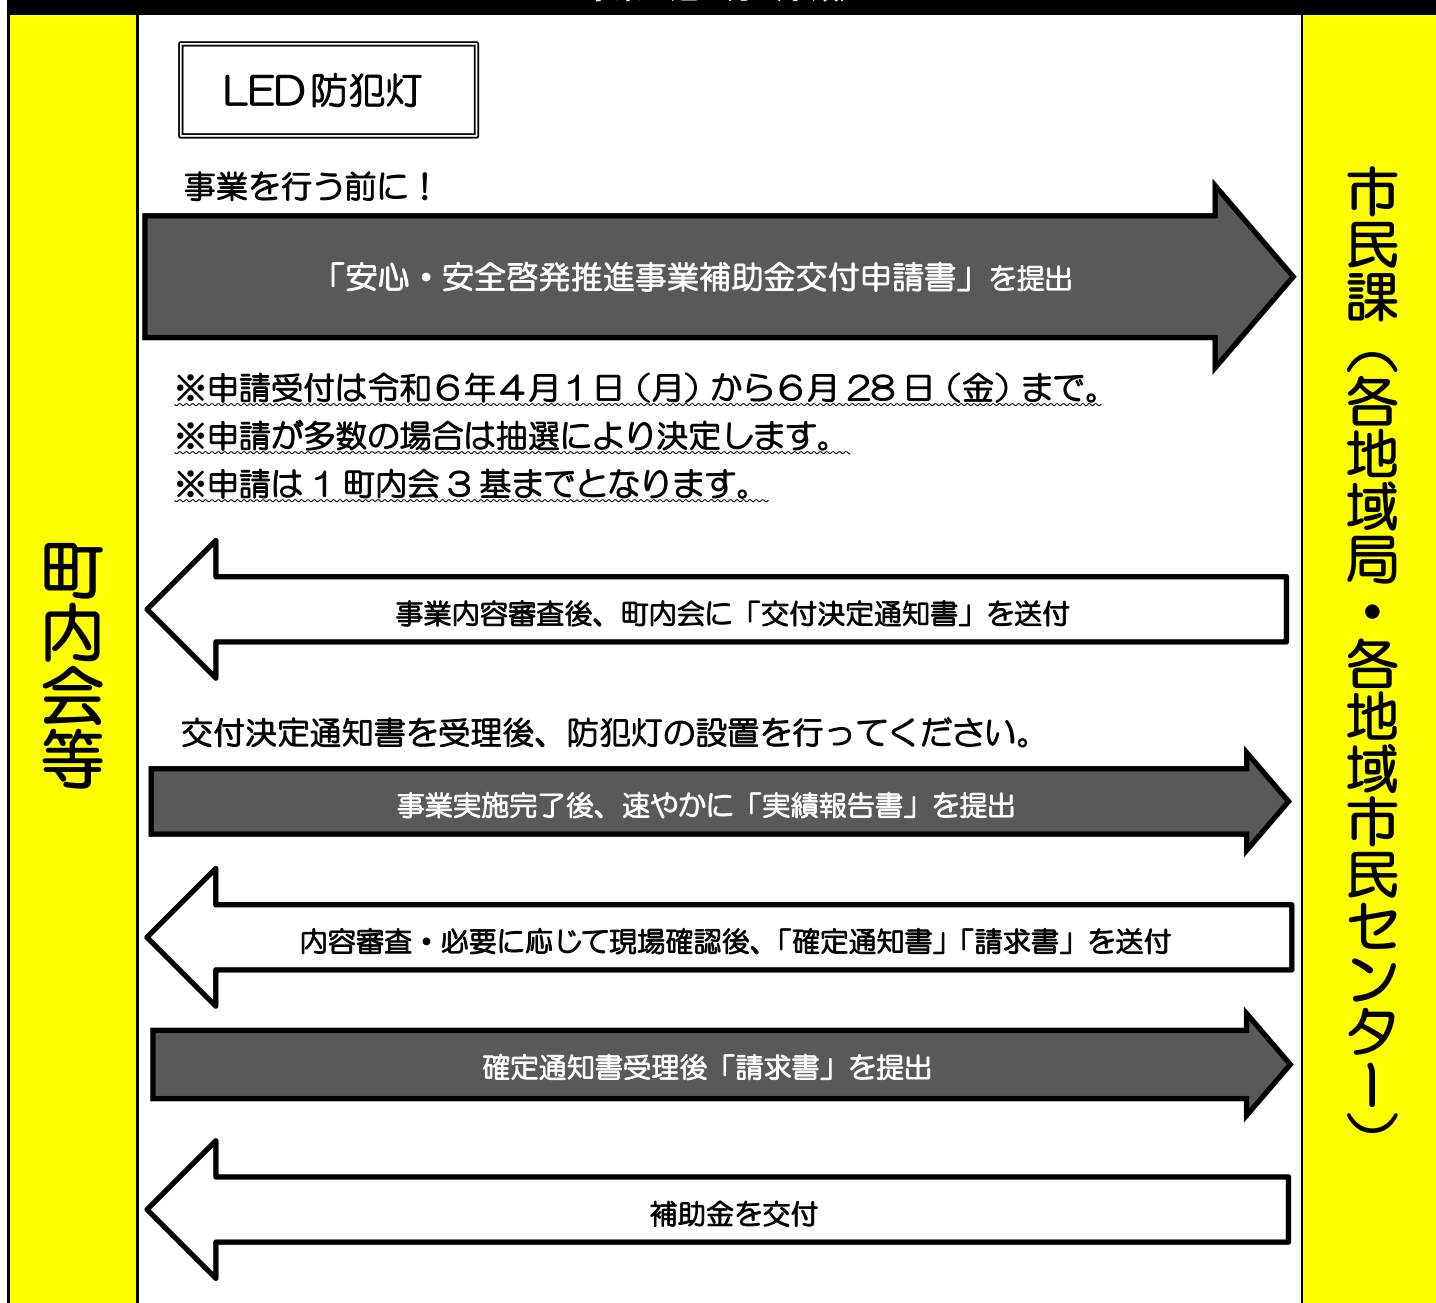 LED防犯灯
事業を行う前に！
「安心・安全啓発推進事業補助金交付申請書」を提出
※申請受付は令和６年４月１日（月）から６月28日（金）まで。
※申請が多数の場合は抽選により決定します。
※申請は１町内会３基までとなります。
事業内容審査後、町内会に「交付決定通知書」を送付
交付決定通知書を受理後、防犯灯の設置を行ってください。
事業実施完了後、速やかに「実績報告書」を提出
内容審査・必要に応じて現場確認後、「確定通知書」「請求書」を送付
確定通知書受理後「請求書」を提出
補助金を交付
町内会等
市民課（各地域局・各地域市民センター）